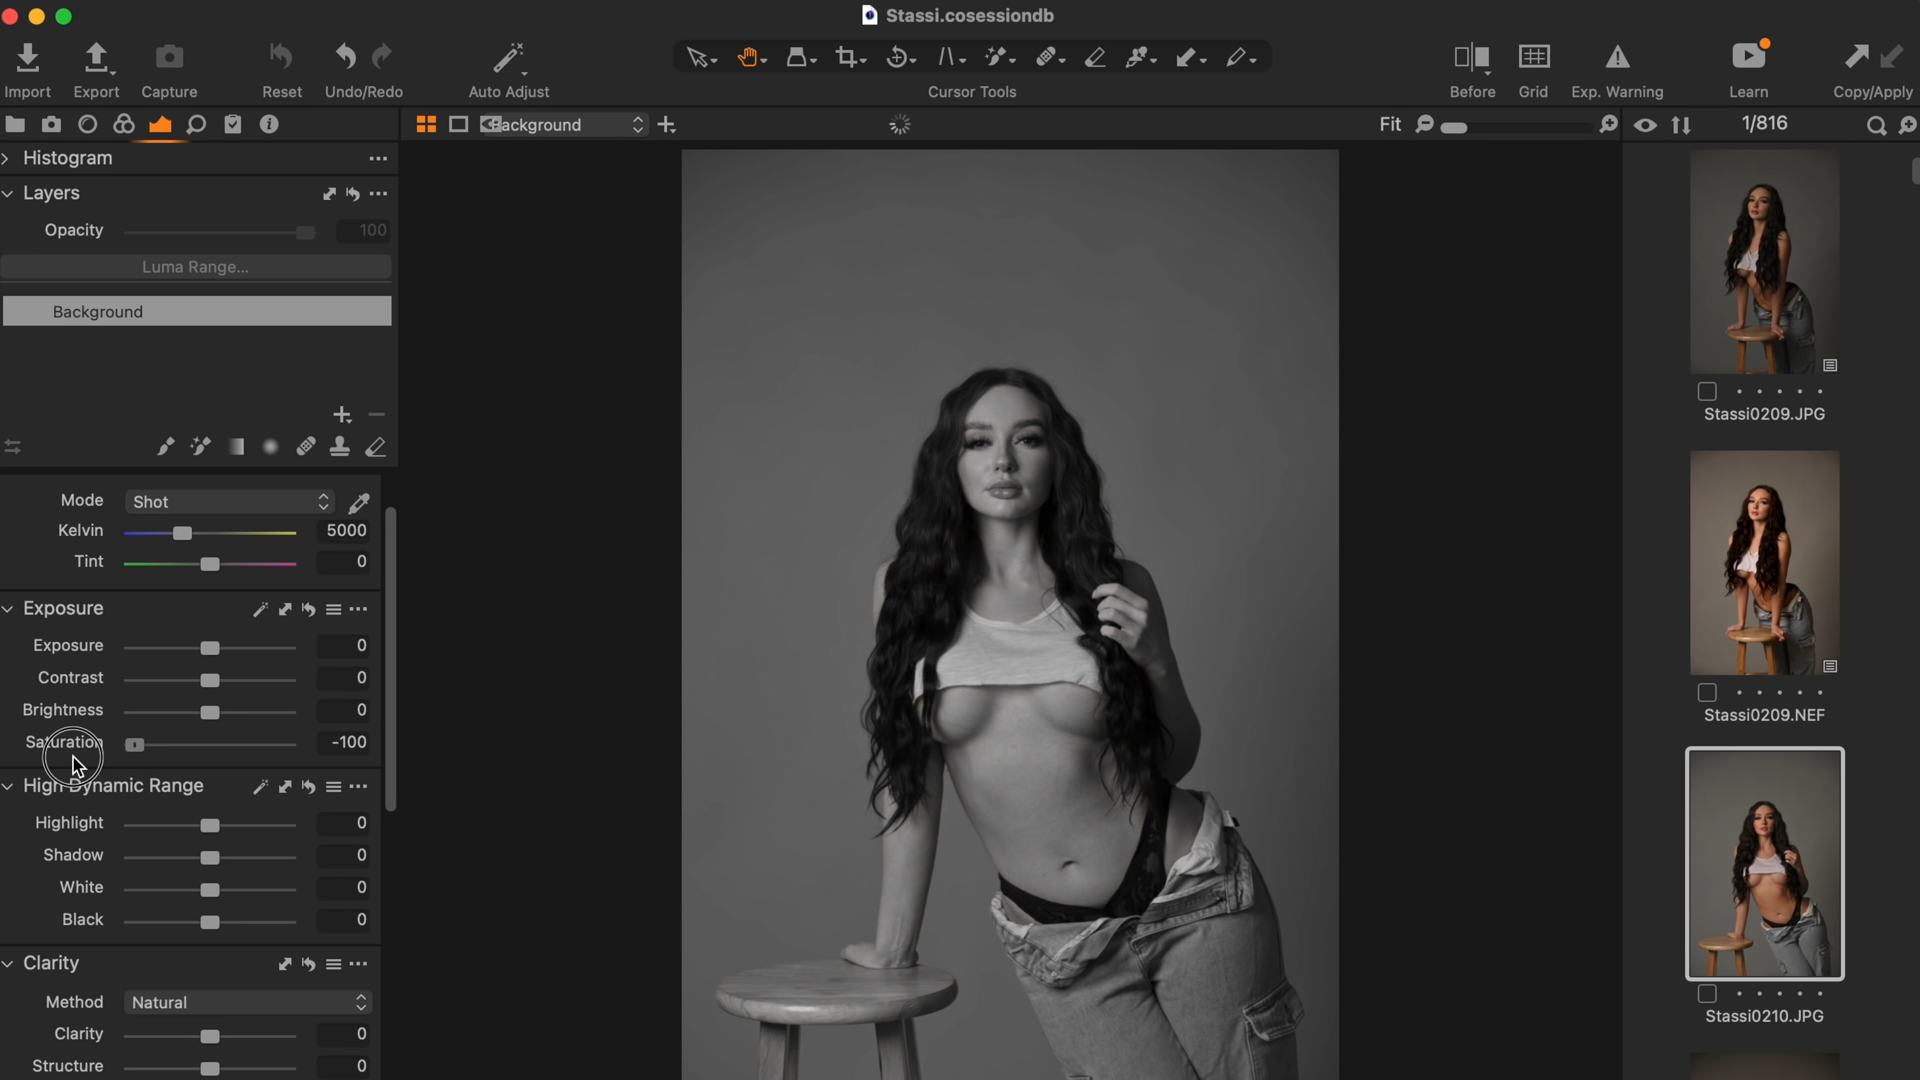 Stassi.cosessiondb
Import
Export
Capture
Reset
Undo/Redo
Auto Adjust
Cursor Tools
Before
Grid
Exp. Warning
Learn
Copy/Apply
Background
Fit
1/816
Histogram
Layers
Opacity 100
Luma Range...
Background
Mode Shot
Kelvin 5000
Tint 0
Exposure
Exposure 0
Contrast 0
Brightness 0
Saturation -100
High Dynamic Range
Highlight 0
Shadow 0
White 0
Black 0
Clarity
Method Natural
Clarity 0
Structure 0
Stassi0209.JPG
Stassi0209.NEF
Stassi0210.JPG